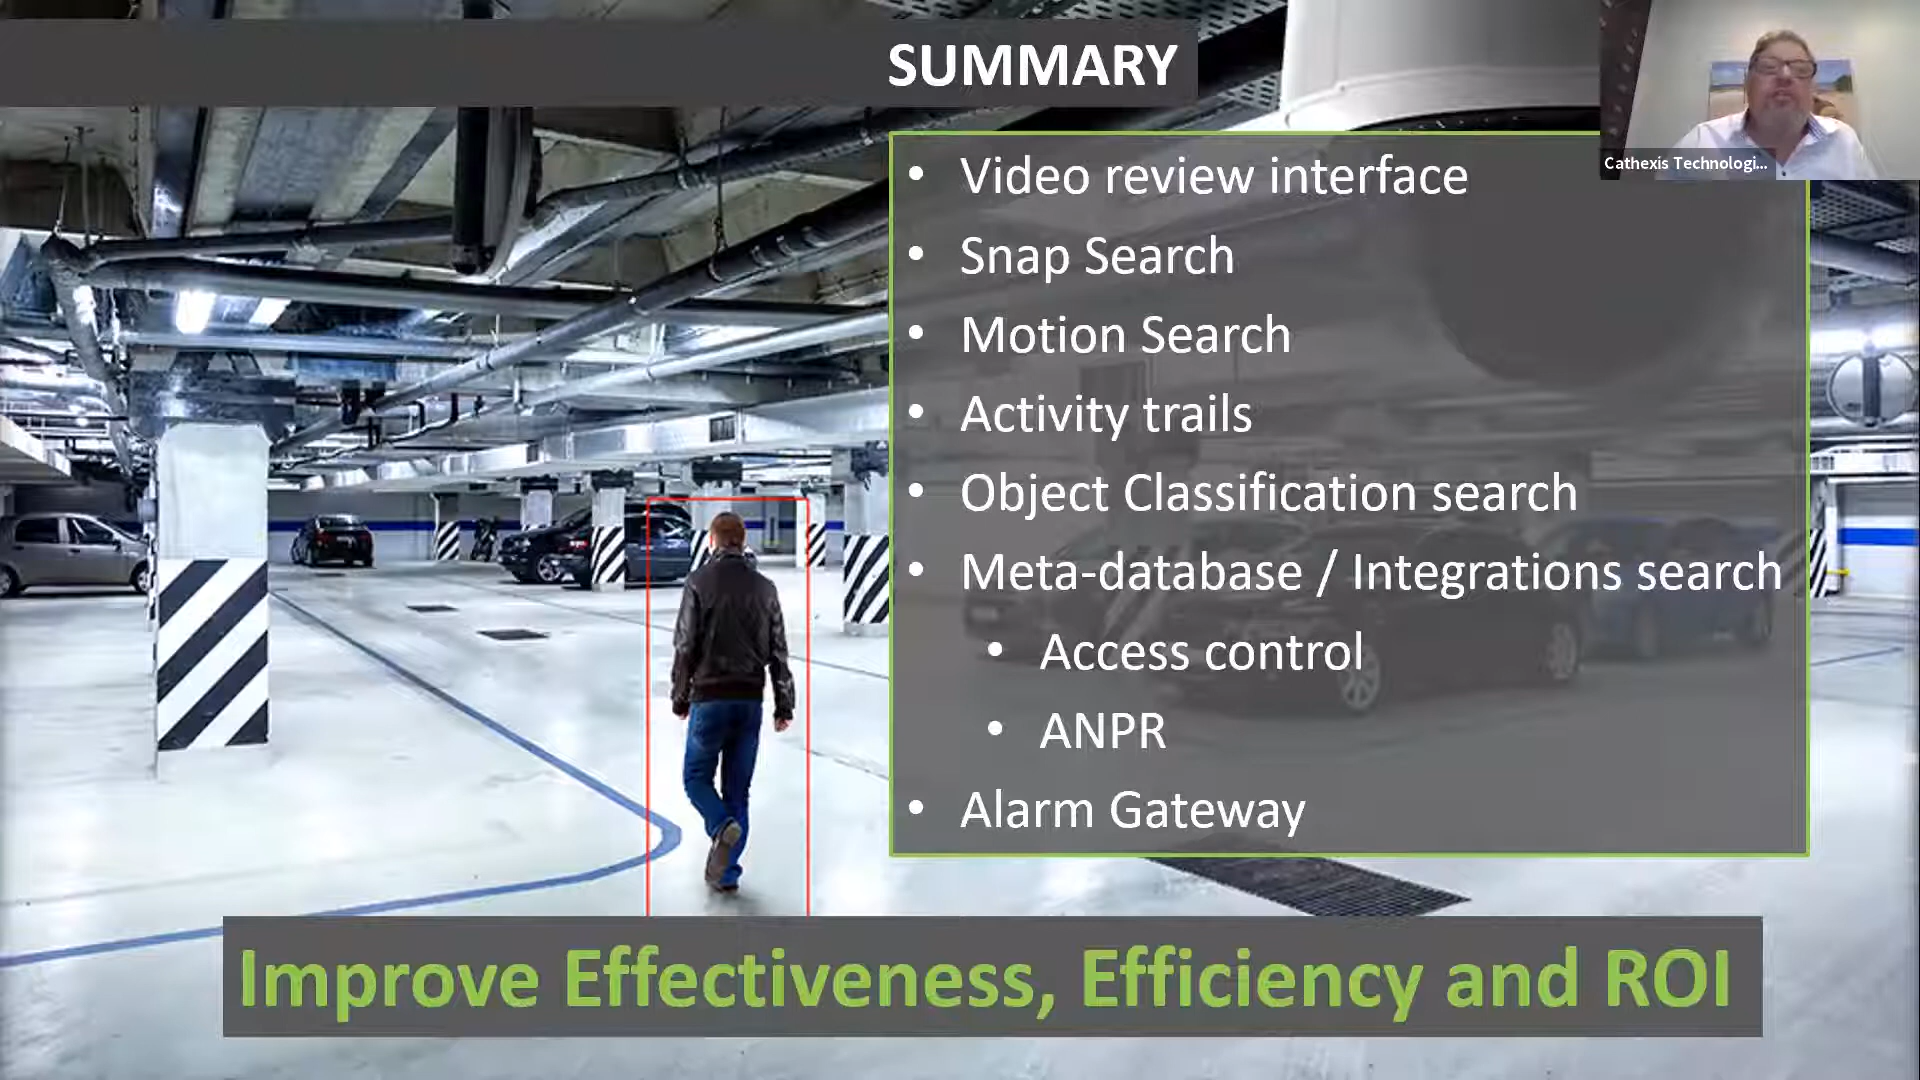 SUMMARY
Cathexis Technologi...
• Video review interface
• Snap Search
• Motion Search
• Activity trails
• Object Classification search
• Meta-database / Integrations search
• Access control
• ANPR
• Alarm Gateway
Improve Effectiveness, Efficiency and ROI